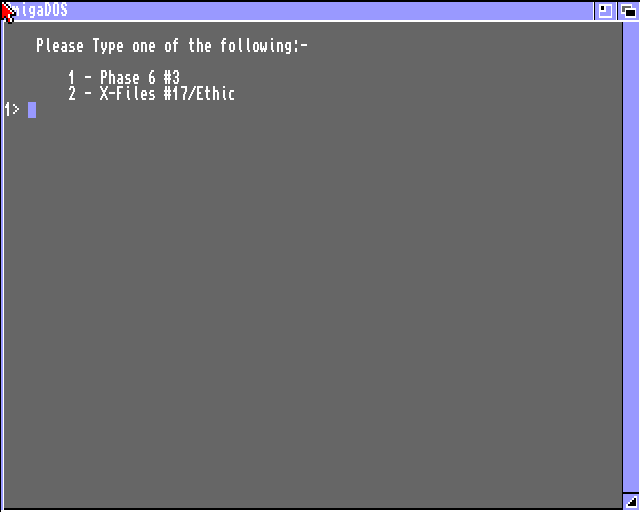 migaDOS
Please Type one of the following:-
1 - Phase 6 #3
2 - X-Files #17/Ethic
1>